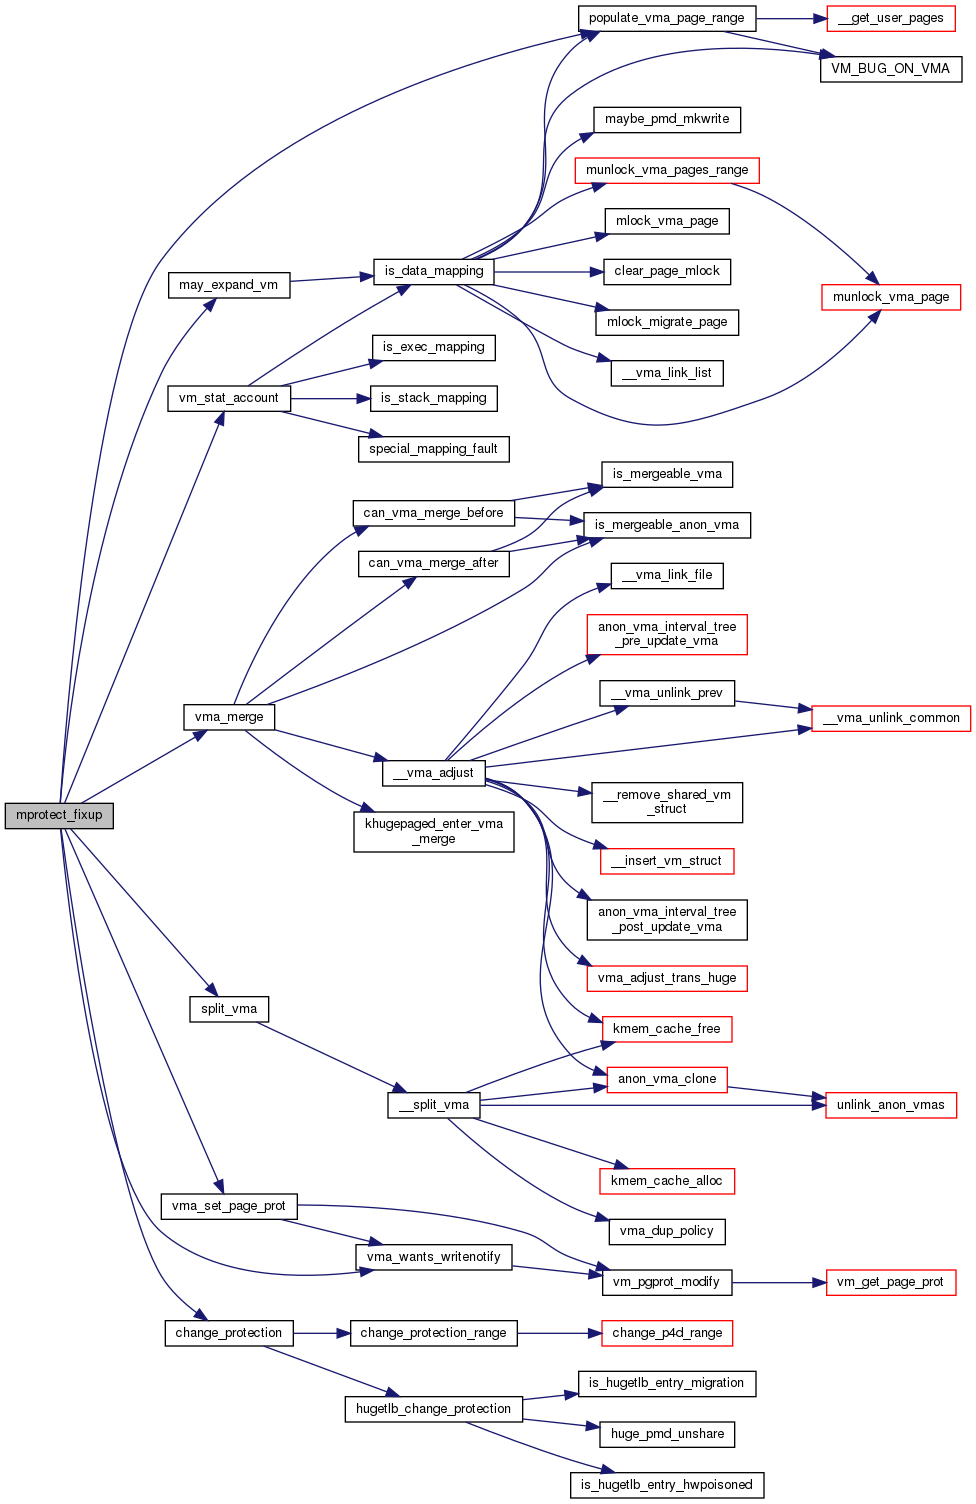 populate_vma_page_range
__get_user_pages
VM_BUG_ON_VMA
maybe_pmd_mkwrite
munlock_vma_pages_range
mlock_vma_page
is_data_mapping
clear_page_mlock
may_expand_vm
munlock_vma_page
mlock_migrate_page
is_exec_mapping
__vma_link_list
vm_stat_account
is_stack_mapping
special_mapping_fault
is_mergeable_vma
can_vma_merge_before
is_mergeable_anon_vma
can_vma_merge_after
__vma_link_file
anon_vma_interval_tree
_pre_update_vma
__vma_unlink_prev
vma_merge
__vma_unlink_common
__vma_adjust
__remove_shared_vm
_struct
mprotect_fixup
khugepaged_enter_vma
_merge
__insert_vm_struct
anon_vma_interval_tree
_post_update_vma
vma_adjust_trans_huge
split_vma
kmem_cache_free
anon_vma_clone
__split_vma
unlink_anon_vmas
kmem_cache_alloc
vma_set_page_prot
vma_dup_policy
vma_wants_writenotify
vm_pgprot_modify
vm_get_page_prot
change_protection
change_protection_range
change_p4d_range
is_hugetlb_entry_migration
hugetlb_change_protection
huge_pmd_unshare
is_hugetlb_entry_hwpoisoned